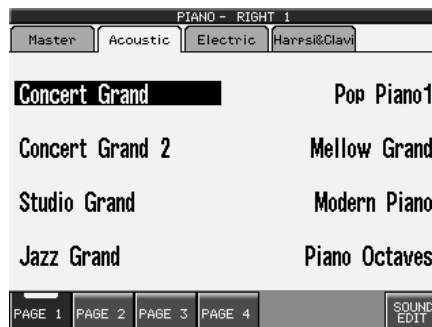 PIANO - RIGHT 1
Master Acoustic Electric Harpsi&Clavi
Concert Grand Pop Piano1
Concert Grand 2 Mellow Grand
Studio Grand Modern Piano
Jazz Grand Piano Octaves
PAGE 1 PAGE 2 PAGE 3 PAGE 4 SOUND
EDIT